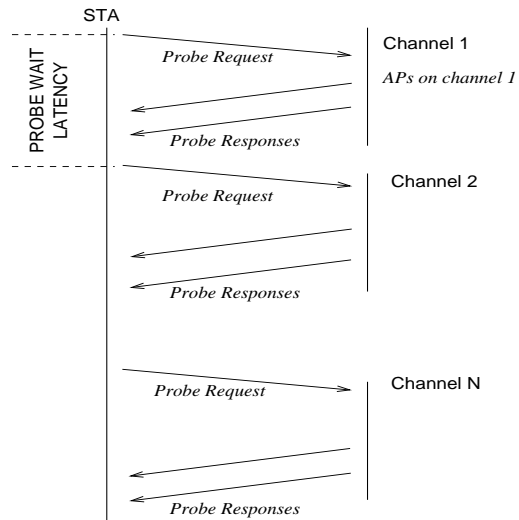 STA
Probe Request
Channel 1
APs on channel 1
PROBE WAIT
LATENCY
Probe Responses
Probe Request
Channel 2
Probe Responses
Probe Request
Channel N
Probe Responses